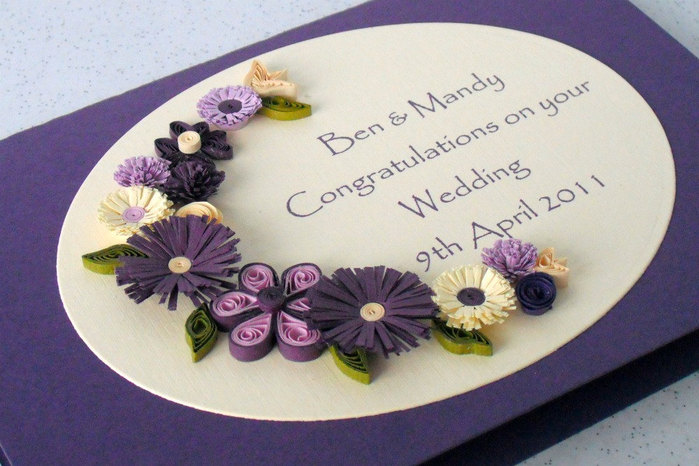 Ben & Mandy
Congratulations on your
Wedding
9th April 2011